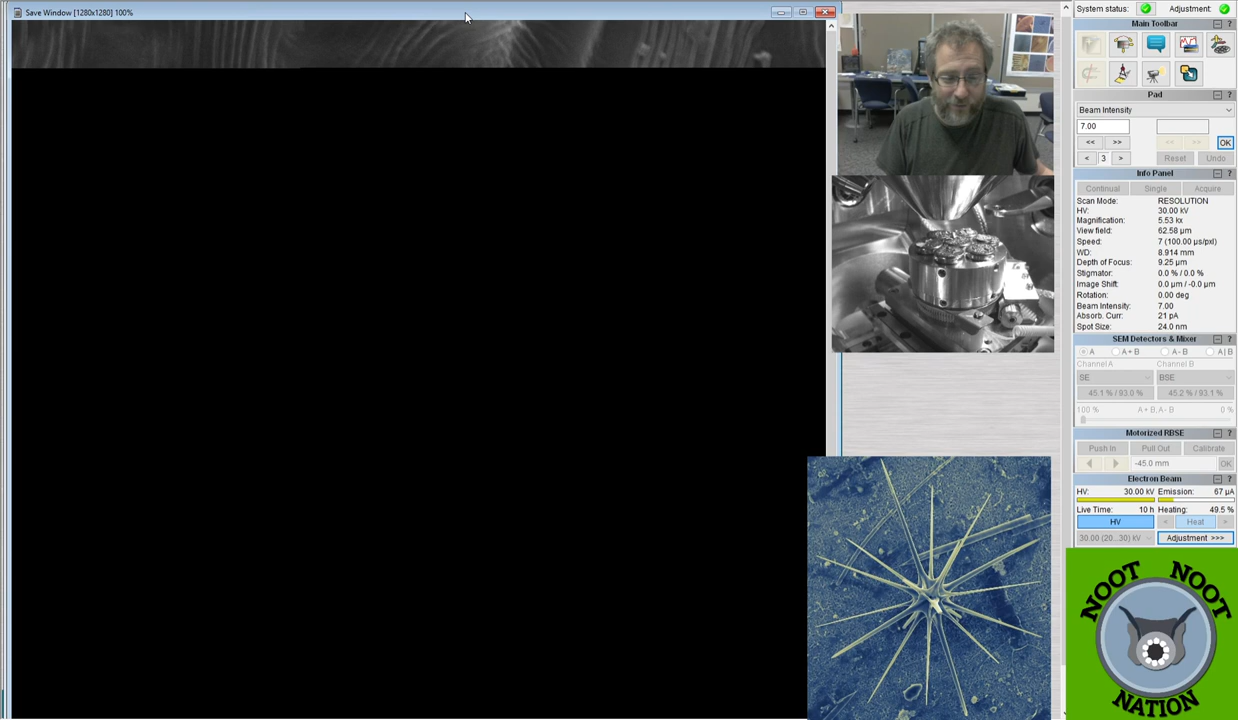 Save Window [1280x1280] 100%
System status: Adjustment:
Main Toolbar
Pad
Beam Intensity
7.00
<< >> << >> OK
< 3 > Reset Undo
Info Panel
Continual Single Acquire
Scan Mode: RESOLUTION
HV: 30.00 kV
Magnification: 5.53 kx
View field: 62.58 µm
Speed: 7 (100.00 µs/pxl)
WD: 8.914 mm
Depth of Focus: 9.25 µm
Stigmator: 0.0 % / 0.0 %
Image Shift: 0.0 µm / -0.0 µm
Rotation: 0.00 deg
Beam Intensity: 7.00
Absorb. Curr: 21 pA
Spot Size: 24.0 nm
SEM Detectors & Mixer
A A + B A - B A|B
Channel A Channel B
SE BSE
45.1 % / 93.0 % 45.2 % / 93.1 %
100 % A + B, A - B 0 %
Motorized RBSE
Push In Pull Out Calibrate
-45.0 mm OK
Electron Beam
HV: 30.00 kV Emission: 67 µA
Live Time: 10 h Heating: 49.5 %
HV < Heat >
30.00 (20...30) kV Adjustment >>>
NOOT NOOT
NATION